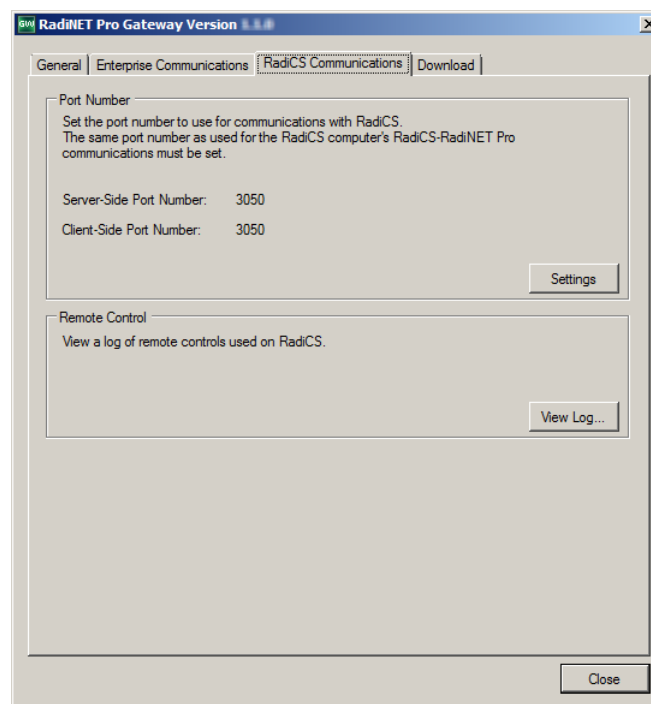 GW RadiNET Pro Gateway Version
General Enterprise Communications RadiCS Communications Download
Port Number
Set the port number to use for communications with RadiCS.
The same port number as used for the RadiCS computer's RadiCS-RadiNET Pro
communications must be set.
Server-Side Port Number: 3050
Client-Side Port Number: 3050
Settings
Remote Control
View a log of remote controls used on RadiCS.
View Log...
Close